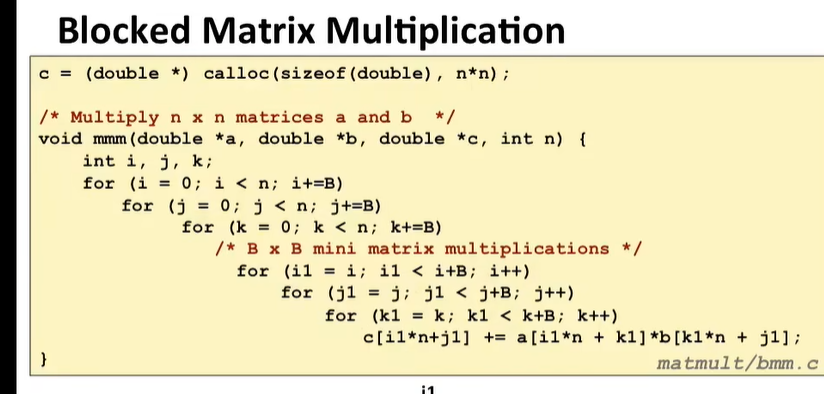 Blocked Matrix Multiplication
c = (double *) calloc(sizeof(double), n*n);
/* Multiply n x n matrices a and b  */
void mmm(double *a, double *b, double *c, int n) {
    int i, j, k;
    for (i = 0; i < n; i+=B)
        for (j = 0; j < n; j+=B)
            for (k = 0; k < n; k+=B)
                /* B x B mini matrix multiplications */
                for (i1 = i; i1 < i+B; i++)
                    for (j1 = j; j1 < j+B; j++)
                        for (k1 = k; k1 < k+B; k++)
                            c[i1*n+j1] += a[i1*n + k1]*b[k1*n + j1];
}
matmult/bmm.c